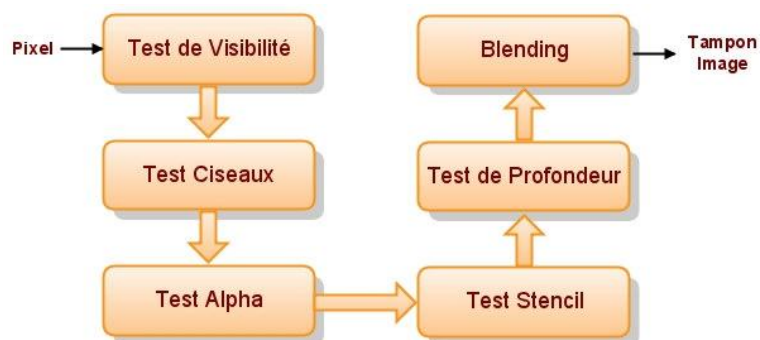 Pixel
Test de Visibilité
Test Ciseaux
Test Alpha
Test Stencil
Test de Profondeur
Blending
Tampon
Image